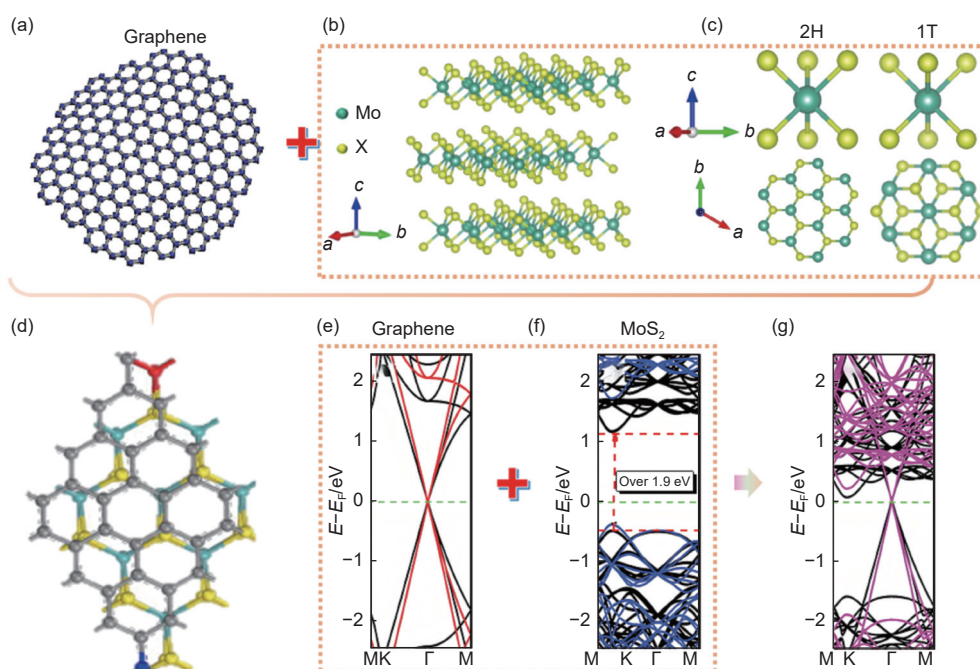 (a)
Graphene
(b)
Mo
X
c
a
b
(c)
2H
1T
c
a
b
b
a
(d)
(e)
Graphene
E−E_F/eV
2
1
0
−1
−2
M K Γ M
(f)
MoS₂
E−E_F/eV
2
1
0
−1
−2
Over 1.9 eV
M K Γ M
(g)
E−E_F/eV
2
1
0
−1
−2
M K Γ M